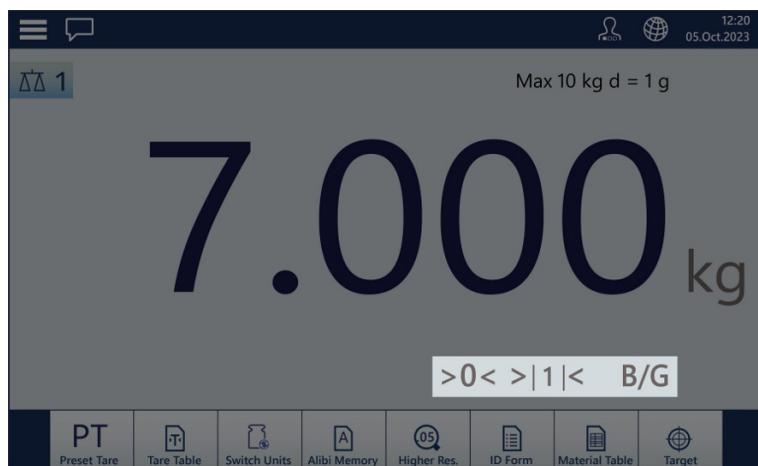 12:20
05.Oct.2023
1
Max 10 kg d = 1 g
7.000 kg
>0< >|1|< B/G
PT
Preset Tare
T
Tare Table
Switch Units
A
Alibi Memory
.05
Higher Res.
ID Form
Material Table
Target